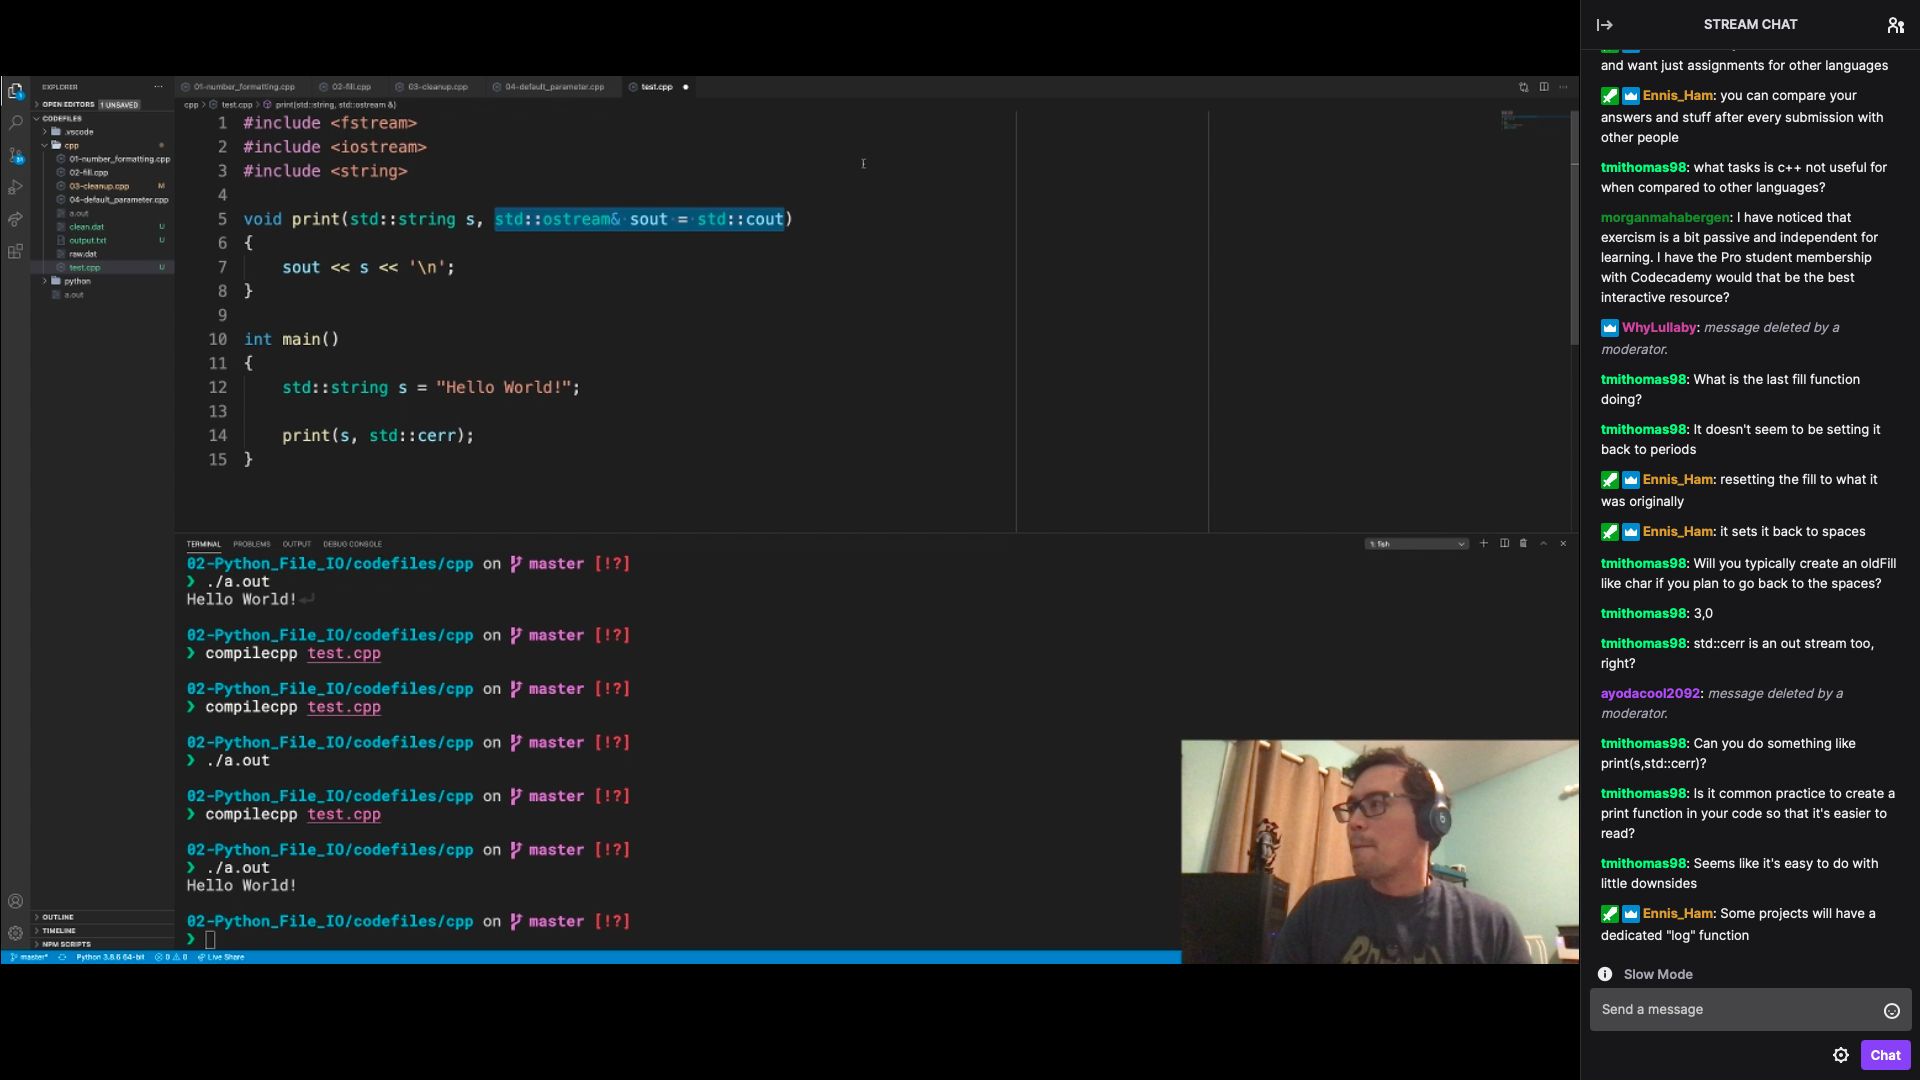 EXPLORER
OPEN EDITORS 1 UNSAVED
CODEFILES
.vscode
cpp
01-number_formatting.cpp
02-fill.cpp
03-cleanup.cpp M
04-default_parameter.cpp
a.out
clean.dat U
output.txt U
raw.dat
test.cpp U
python
a.out
OUTLINE
TIMELINE
NPM SCRIPTS
01-number_formatting.cpp 02-fill.cpp 03-cleanup.cpp 04-default_parameter.cpp test.cpp
cpp > test.cpp > print(std::string, std::ostream &)
1 #include <fstream>
2 #include <iostream>
3 #include <string>
4
5 void print(std::string s, std::ostream& sout = std::cout)
6 {
7 sout << s << '\n';
8 }
9
10 int main()
11 {
12 std::string s = "Hello World!";
13
14 print(s, std::cerr);
15 }
TERMINAL PROBLEMS OUTPUT DEBUG CONSOLE 1: fish
02-Python_File_IO/codefiles/cpp on master [!?]
❯ ./a.out
Hello World!⏎
02-Python_File_IO/codefiles/cpp on master [!?]
❯ compilecpp test.cpp
02-Python_File_IO/codefiles/cpp on master [!?]
❯ compilecpp test.cpp
02-Python_File_IO/codefiles/cpp on master [!?]
❯ ./a.out
02-Python_File_IO/codefiles/cpp on master [!?]
❯ compilecpp test.cpp
02-Python_File_IO/codefiles/cpp on master [!?]
❯ ./a.out
Hello World!
02-Python_File_IO/codefiles/cpp on master [!?]
❯
master* Python 3.8.6 64-bit 0 0 Live Share
STREAM CHAT
and want just assignments for other languages
Ennis_Ham: you can compare your
answers and stuff after every submission with
other people
tmithomas98: what tasks is c++ not useful for
when compared to other languages?
morganmahabergen: I have noticed that
exercism is a bit passive and independent for
learning. I have the Pro student membership
with Codecademy would that be the best
interactive resource?
WhyLullaby: message deleted by a
moderator.
tmithomas98: What is the last fill function
doing?
tmithomas98: It doesn't seem to be setting it
back to periods
Ennis_Ham: resetting the fill to what it
was originally
Ennis_Ham: it sets it back to spaces
tmithomas98: Will you typically create an oldFill
like char if you plan to go back to the spaces?
tmithomas98: 3,0
tmithomas98: std::cerr is an out stream too,
right?
ayodacool2092: message deleted by a
moderator.
tmithomas98: Can you do something like
print(s,std::cerr)?
tmithomas98: Is it common practice to create a
print function in your code so that it's easier to
read?
tmithomas98: Seems like it's easy to do with
little downsides
Ennis_Ham: Some projects will have a
dedicated "log" function
Slow Mode
Send a message
Chat